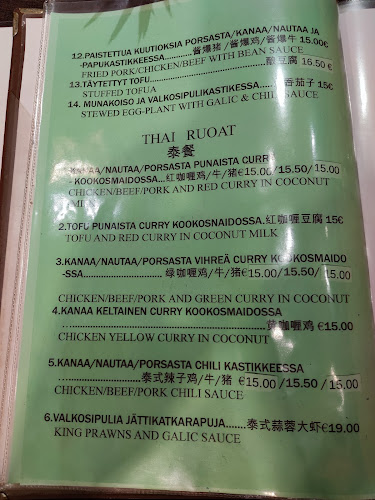 12.PAISTETTUA KUUTIOKSIA PORSASTA/KANAA/NAUTAA JA
-PAPUKASTIKKEESSA............酱爆猪/酱爆鸡/酱爆牛 15.00€
FRIED PORK/CHICKEN/BEEF WITH BEAN SAUCE
13.TÄYTETTYT TOFU........................................酿豆腐 16.50 €
STUFFED TOFUA
14. MUNAKOISO JA VALKOSIPULIKASTIKESSA.....鱼香茄子 15€
STEWED EGG-PLANT WITH GALIC & CHILI SAUCE
THAI RUOAT
泰餐
1.KANAA/NAUTAA/PORSASTA PUNAISTA CURRY
-KOOKOSMAIDOSSA...红咖喱鸡/牛/猪€15.00/15.50/15.00
CHICKEN/BEEF/PORK AND RED CURRY IN COCONUT
MILK
2.TOFU PUNAISTA CURRY KOOKOSNAIDOSSA.红咖喱豆腐 15€
TOFU AND RED CURRY IN COCONUT MILK
3.KANAA/NAUTAA/PORSASTA VIHREÄ CURRY KOOKOSMAIDO
-SSA............................绿咖喱鸡/牛/猪€15.00/15.50/ 15.00
CHICKEN/BEEF/PORK AND GREEN CURRY IN COCONUT
4.KANAA KELTAINEN CURRY KOOKOSMAIDOSSA
.......................................................黄咖喱鸡 €15.00
CHICKEN YELLOW CURRY IN COCONUT
5.KANAA/NAUTAA/PORSASTA CHILI KASTIKKEESSA
........................泰式辣子鸡/牛/猪 €15.00/15.50 /15.00
CHICKEN/BEEF/PORK CHILI SAUCE
6.VALKOSIPULIA JÄTTIKATKARAPUJA.......泰式蒜蓉大虾€19.00
KING PRAWNS AND GALIC SAUCE